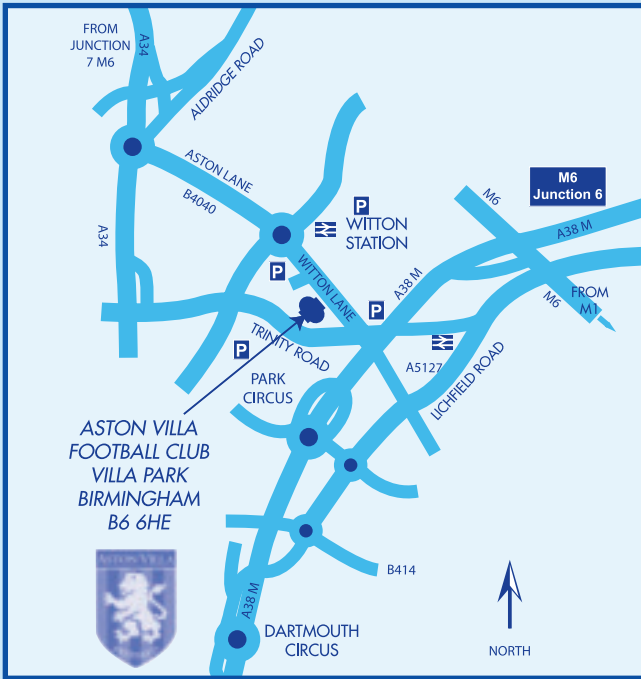 FROM
JUNCTION
7 M6
A34
ALDRIDGE ROAD
ASTON LANE
B4040
A34
P
WITTON
STATION
M6
Junction 6
M6
A38 M
P
WITTON LANE
A38 M
M6
FROM
M1
P
TRINITY ROAD
P
A5127
LICHFIELD ROAD
PARK
CIRCUS
ASTON VILLA
FOOTBALL CLUB
VILLA PARK
BIRMINGHAM
B6 6HE
ASTON VILLA
B414
A38 M
DARTMOUTH
CIRCUS
NORTH